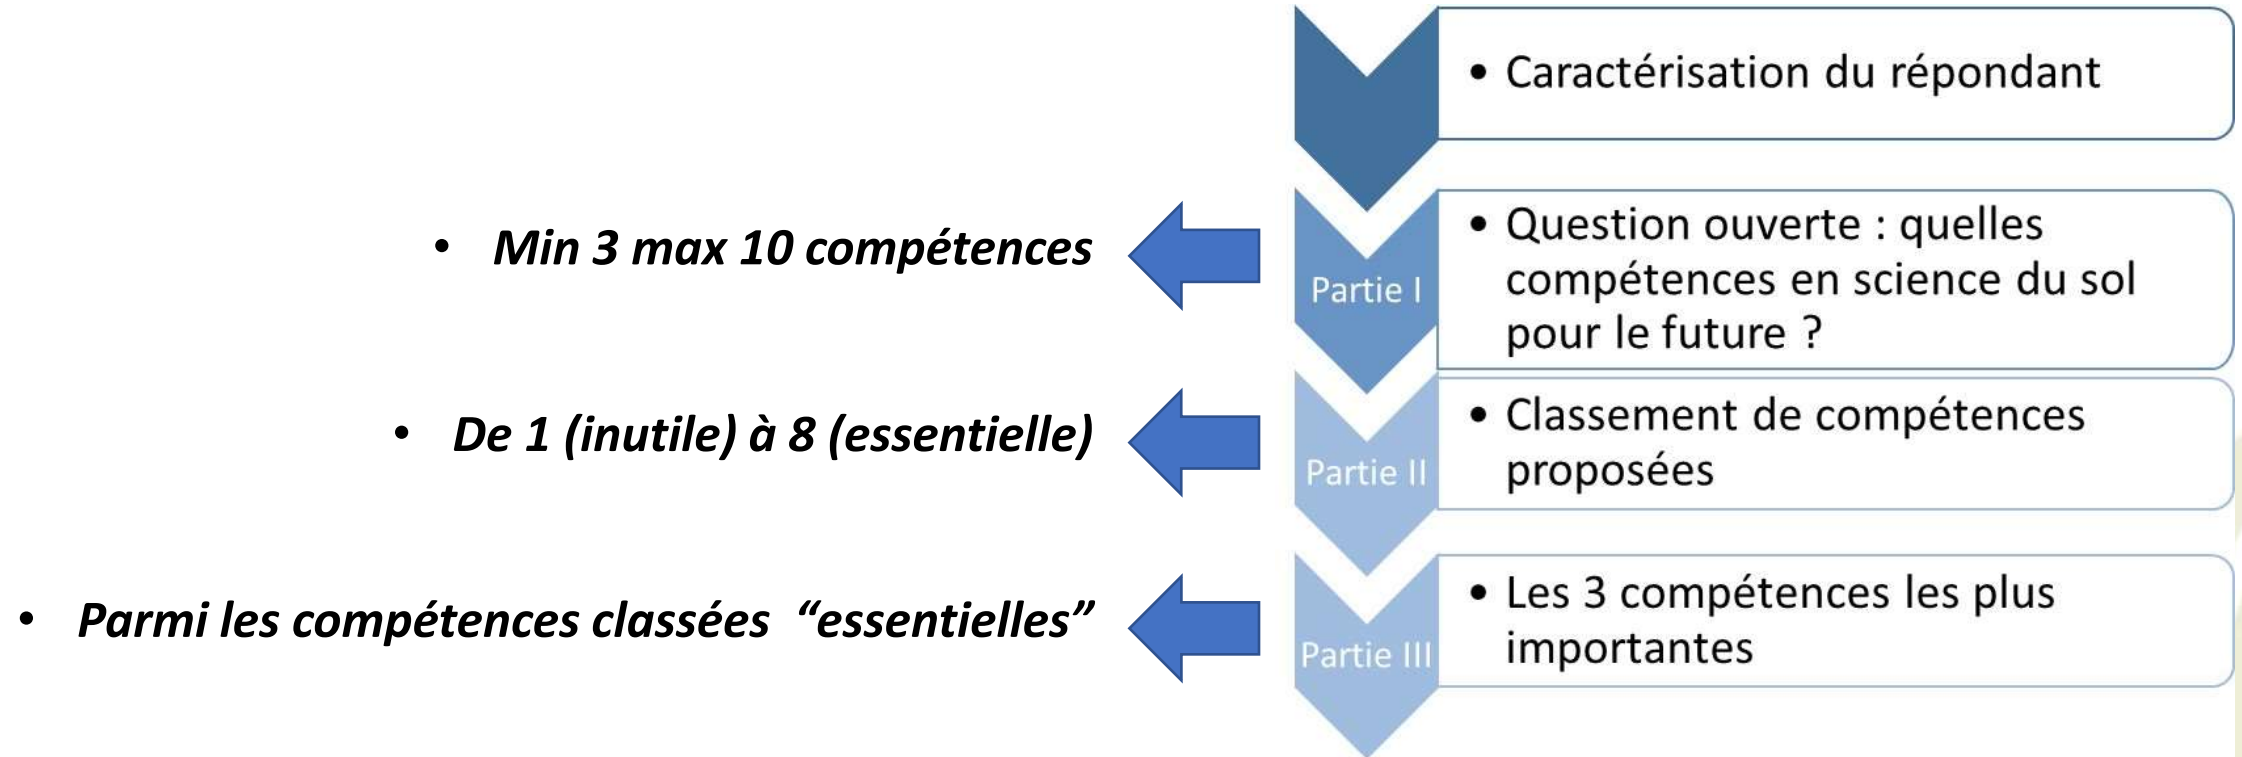 • Caractérisation du répondant
• Min 3 max 10 compétences
Partie I
• Question ouverte : quelles
compétences en science du sol
pour le future ?
• De 1 (inutile) à 8 (essentielle)
Partie II
• Classement de compétences
proposées
• Parmi les compétences classées “essentielles”
Partie III
• Les 3 compétences les plus
importantes